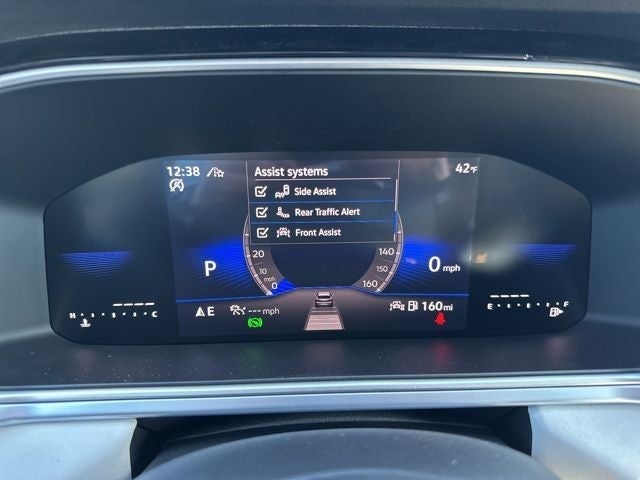 12:38
Assist systems
42°F
Side Assist
Rear Traffic Alert
Front Assist
P
20
10
mph
0
140
160
0 mph
H C
E
--- mph
160 mi
E F